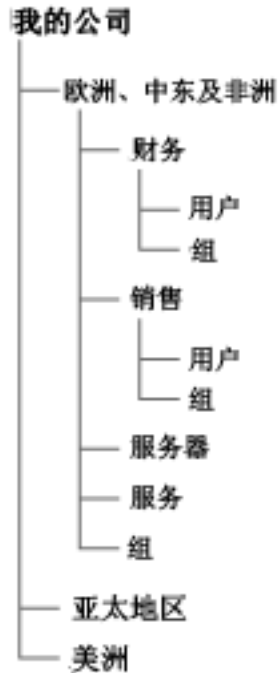 我的公司
欧洲、中东及非洲
财务
用户
组
销售
用户
组
服务器
服务
组
亚太地区
美洲